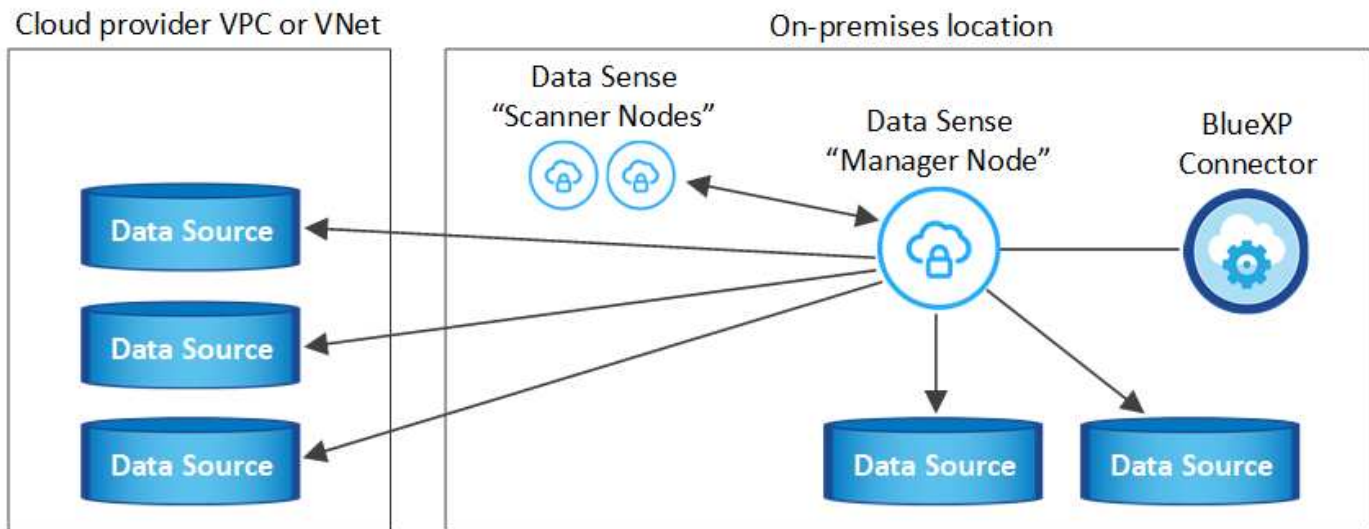 Cloud provider VPC or VNet
On-premises location
Data Sense
“Scanner Nodes”
Data Sense
“Manager Node”
BlueXP
Connector
Data Source
Data Source
Data Source
Data Source
Data Source